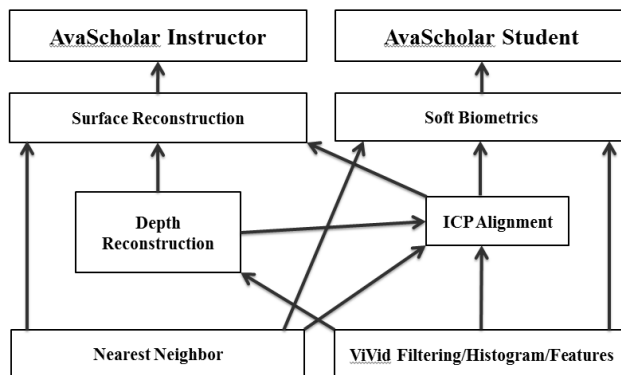 AvaScholar Instructor
AvaScholar Student
Surface Reconstruction
Soft Biometrics
Depth
Reconstruction
ICP Alignment
Nearest Neighbor
ViVid Filtering/Histogram/Features